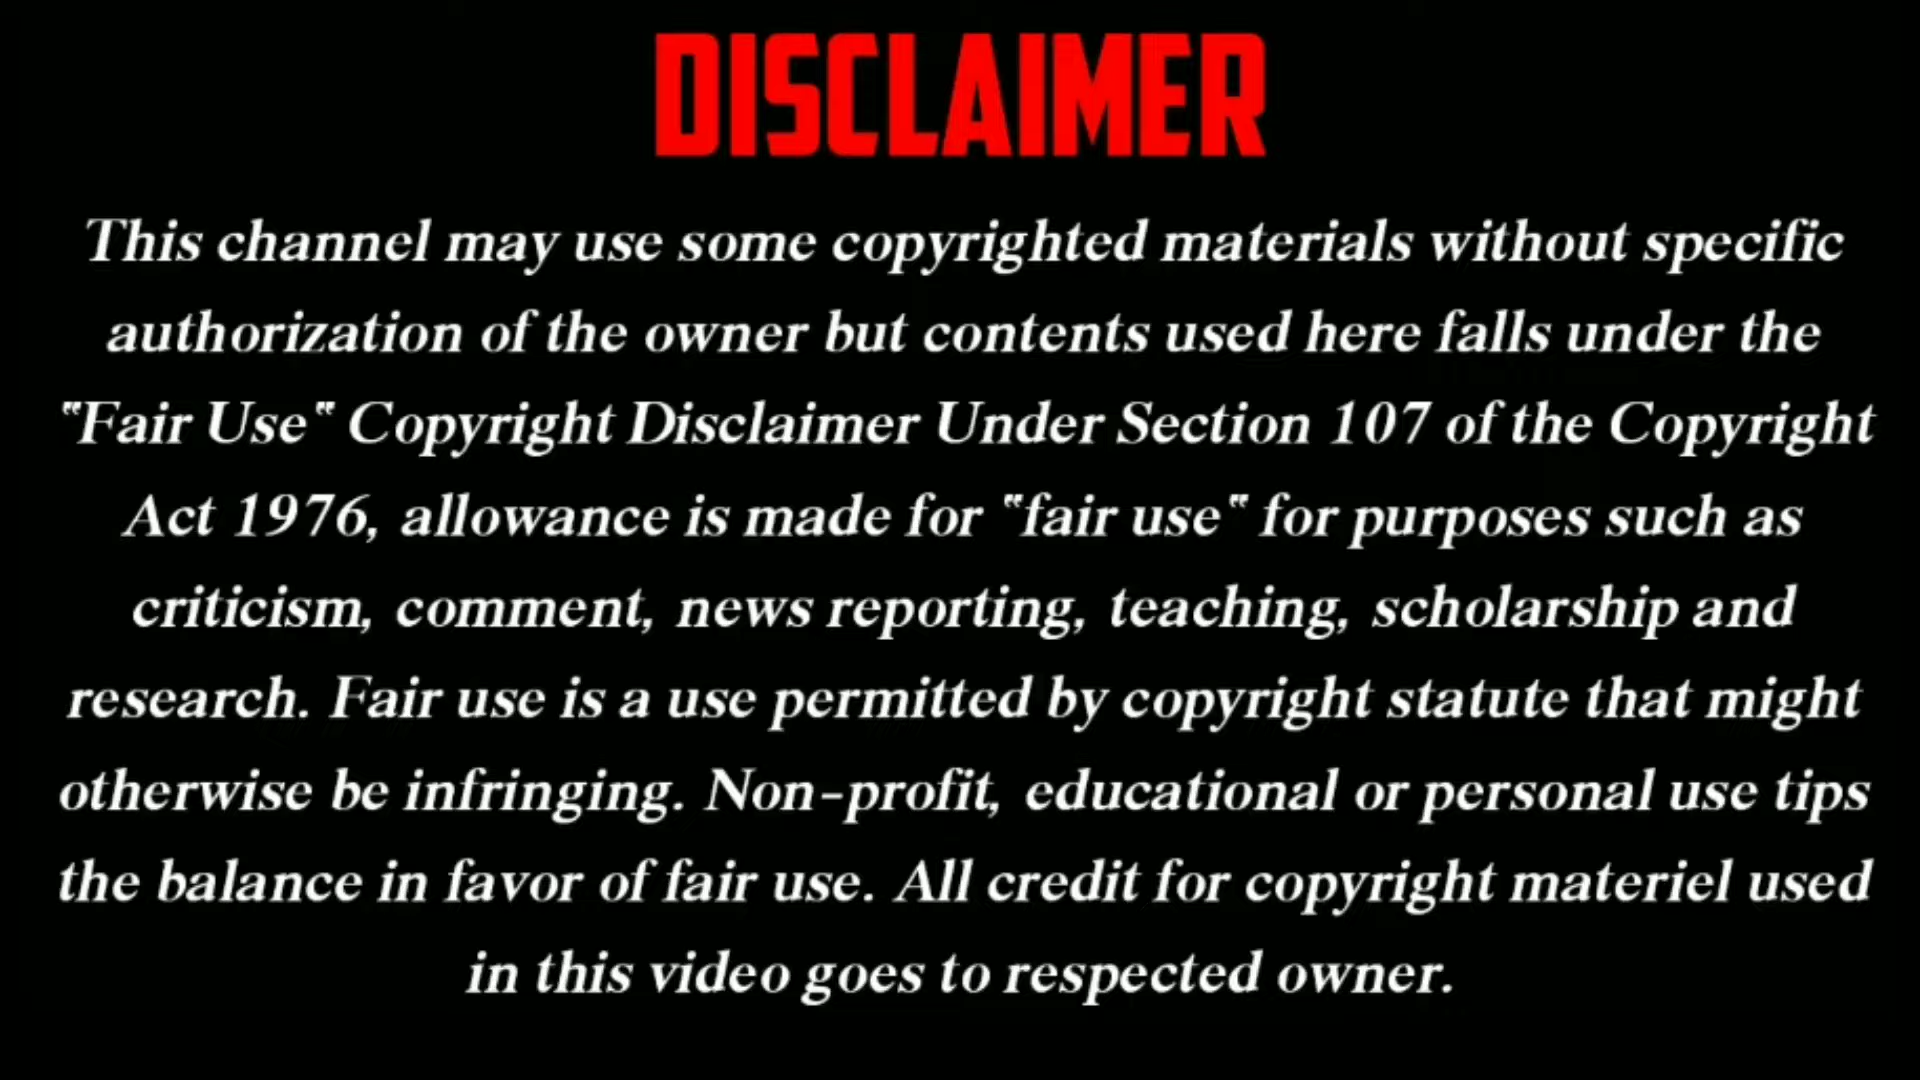 DISCLAIMER
This channel may use some copyrighted materials without specific
authorization of the owner but contents used here falls under the
"Fair Use" Copyright Disclaimer Under Section 107 of the Copyright
Act 1976, allowance is made for "fair use" for purposes such as
criticism, comment, news reporting, teaching, scholarship and
research. Fair use is a use permitted by copyright statute that might
otherwise be infringing. Non-profit, educational or personal use tips
the balance in favor of fair use. All credit for copyright materiel used
in this video goes to respected owner.